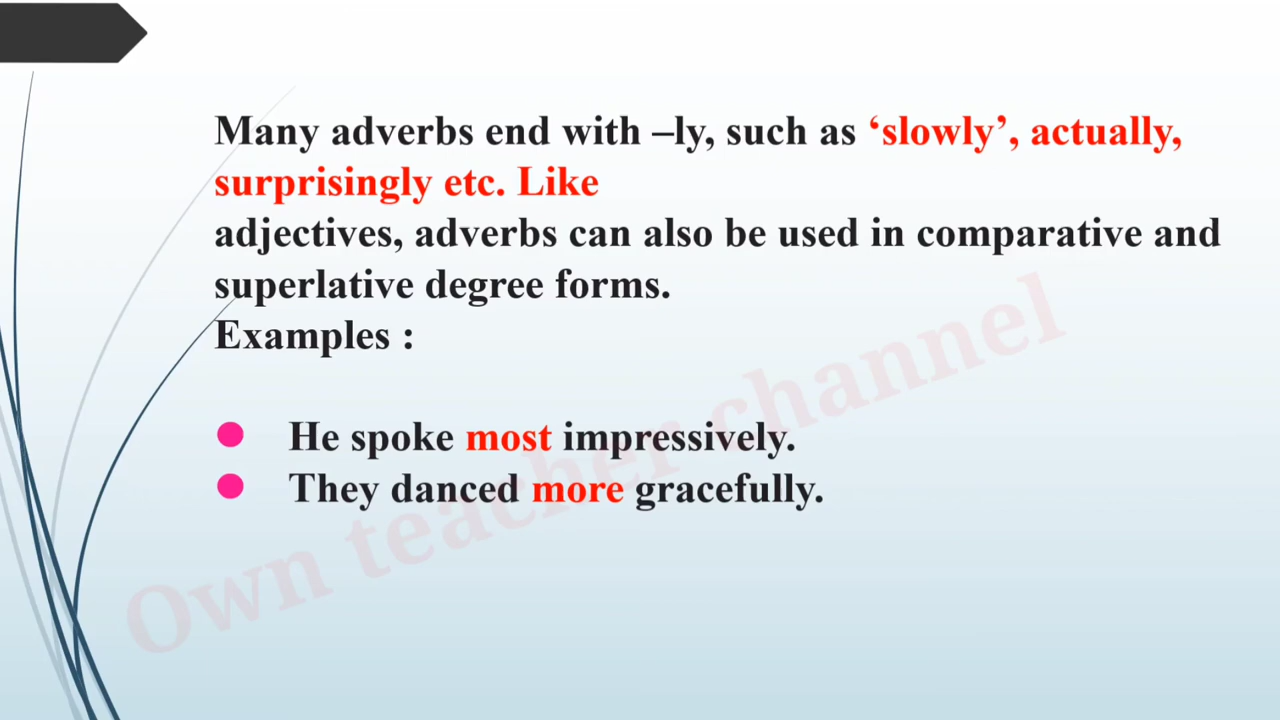 Many adverbs end with –ly, such as ‘slowly’, actually,
surprisingly etc. Like
adjectives, adverbs can also be used in comparative and
superlative degree forms.
Examples :
He spoke most impressively.
They danced more gracefully.
Own teacher channel